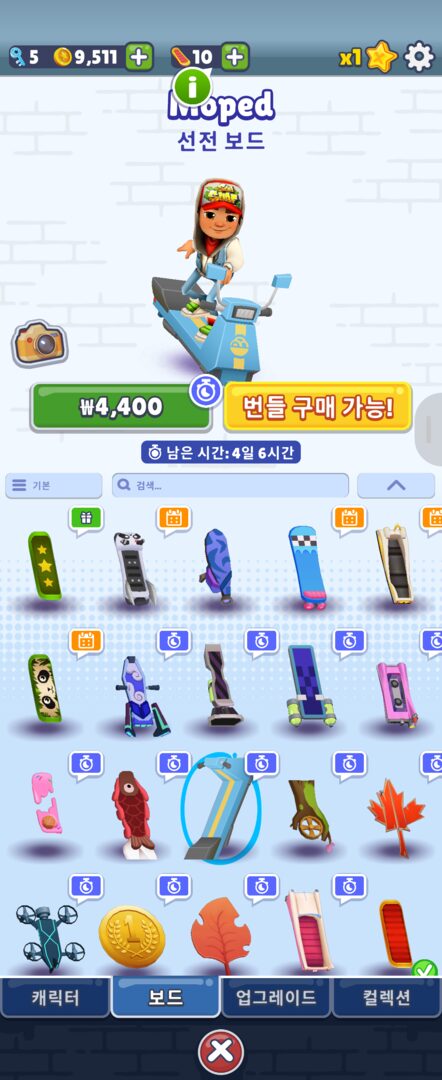 5
9,511
10
x1
Moped
선전 보드
₩4,400
번들 구매 가능!
남은 시간: 4일 6시간
기본
검색...
1
캐릭터
보드
업그레이드
컬렉션